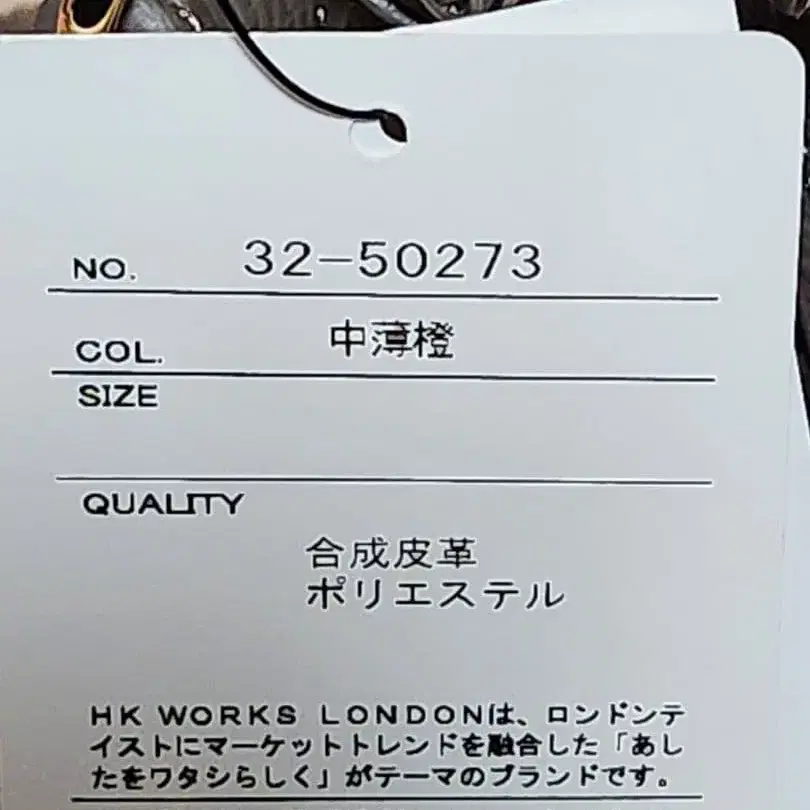 NO. 32-50273
COL. 中薄橙
SIZE
QUALITY
合成皮革
ポリエステル
HK WORKS LONDONは、ロンドンテ
イストにマーケットトレンドを融合した「あし
たをワタシらしく」がテーマのブランドです。